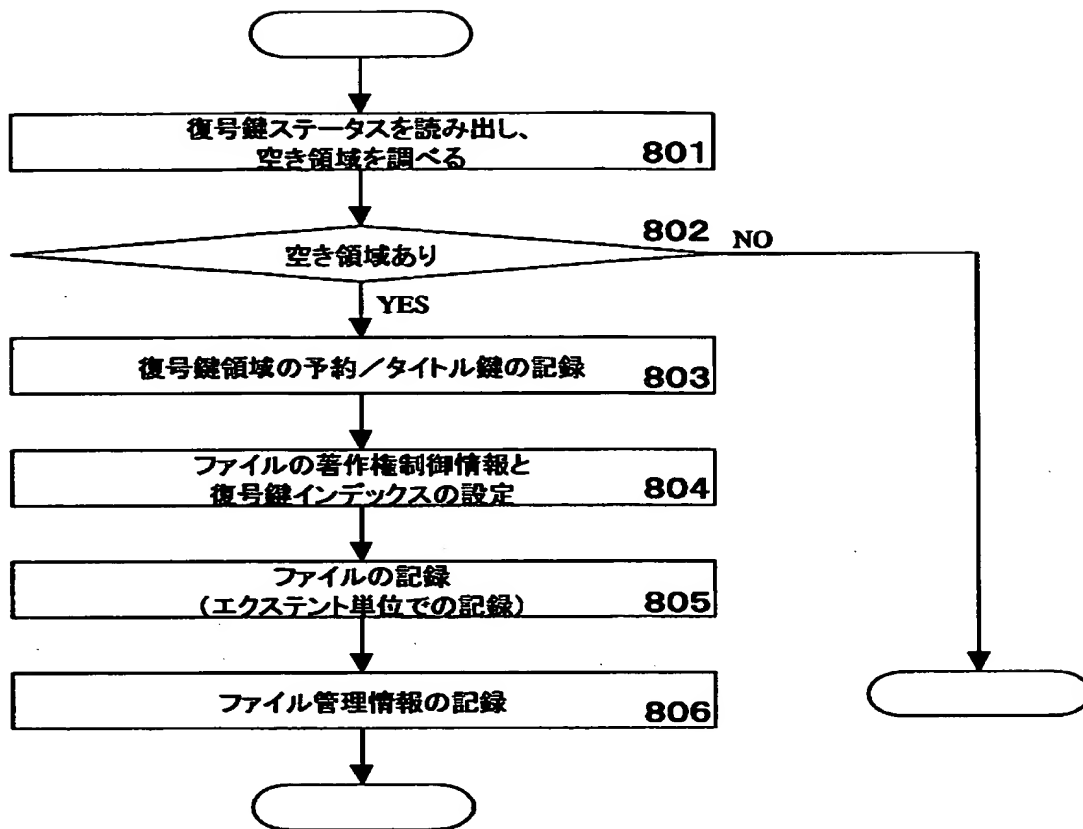 復号鍵ステータスを読み出し、
空き領域を調べる
801
802
NO
空き領域あり
YES
復号鍵領域の予約／タイトル鍵の記録
803
ファイルの著作権制御情報と
復号鍵インデックスの設定
804
ファイルの記録
（エクステント単位での記録）
805
ファイル管理情報の記録
806